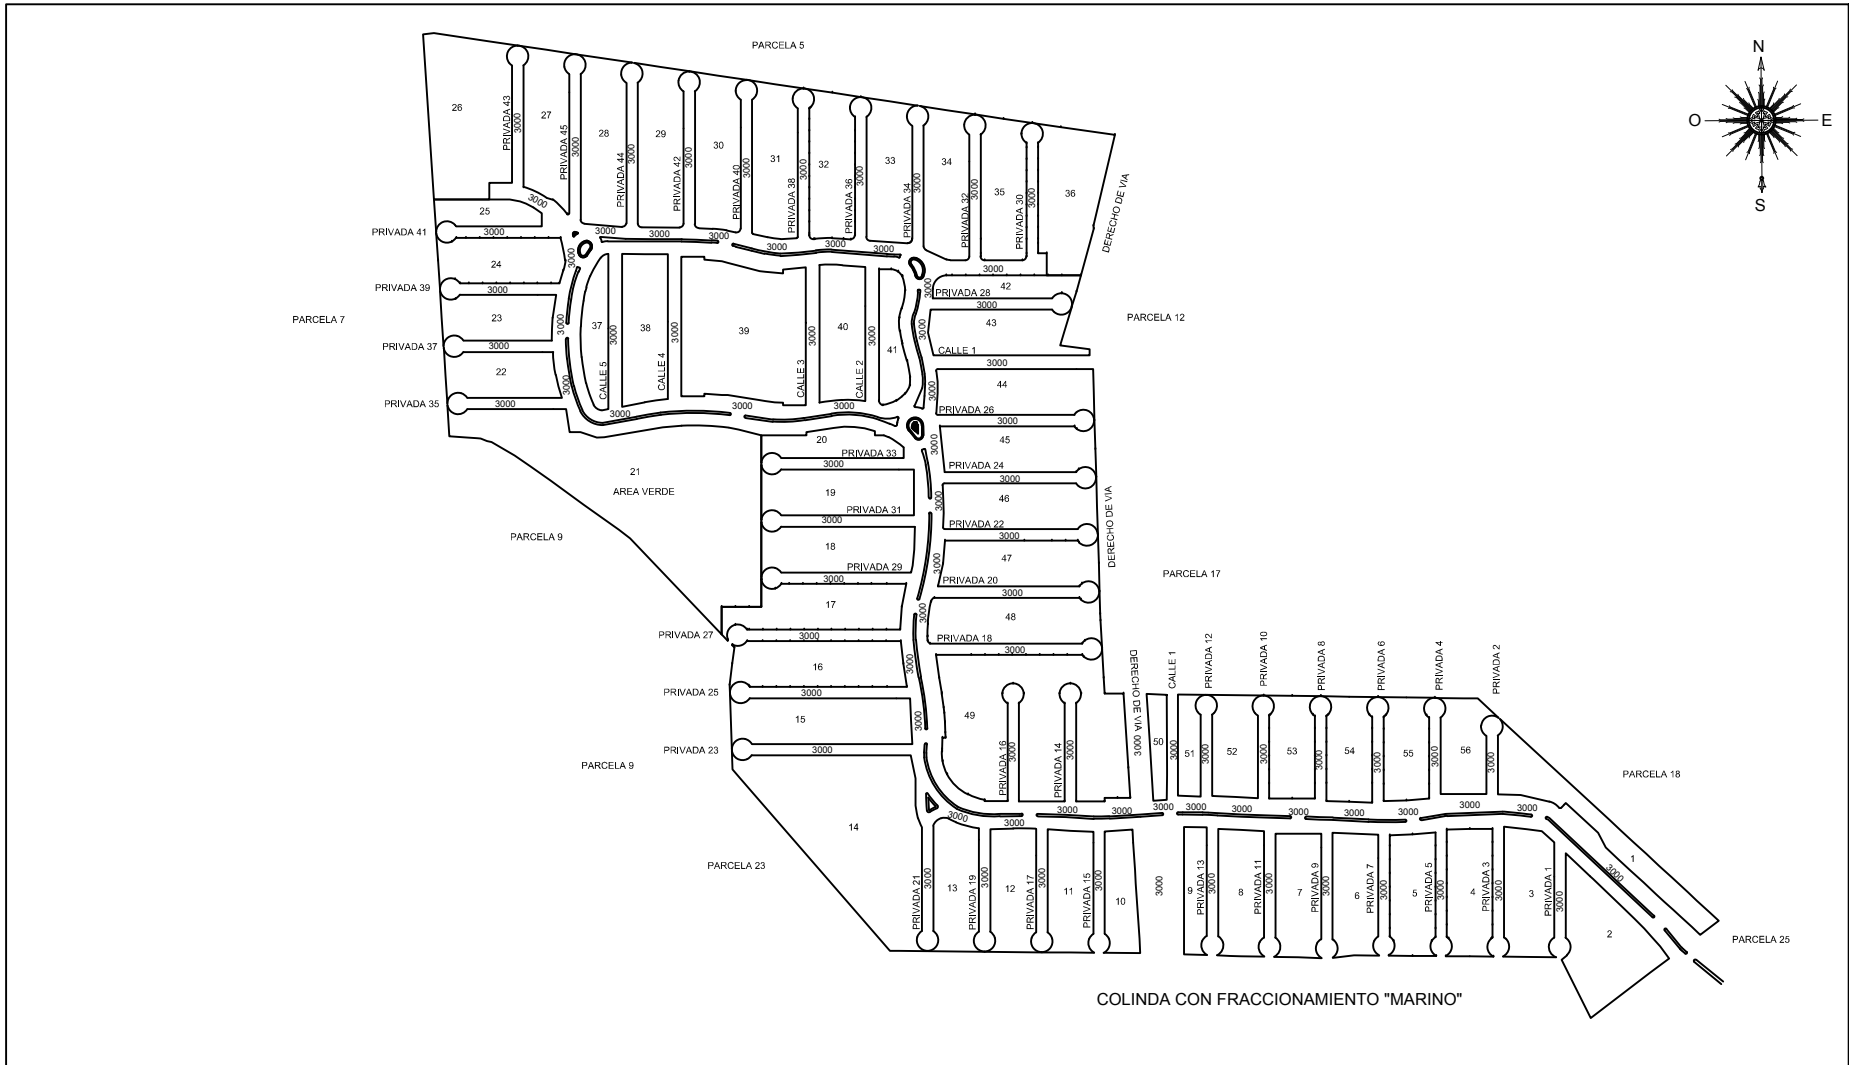 PARCELA 5
N
O
E
S
26
PRIVADA 43
3000
27
PRIVADA 45
3000
28
PRIVADA 44
3000
29
PRIVADA 42
3000
30
PRIVADA 40
3000
31
PRIVADA 38
3000
32
PRIVADA 36
3000
33
PRIVADA 34
3000
34
PRIVADA 32
3000
35
PRIVADA 30
3000
36
DERECHO DE VIA
25
3000
PRIVADA 41
3000
3000
3000
3000
3000
3000
3000
3000
24
3000
PRIVADA 39
3000
PARCELA 7
23
3000
PRIVADA 37
3000
22
3000
PRIVADA 35
3000
37
CALLE 5
3000
38
CALLE 4
3000
39
CALLE 3
3000
40
CALLE 2
3000
41
3000
PRIVADA 28
42
3000
43
PARCELA 12
3000
CALLE 1
3000
44
3000
PRIVADA 26
3000
3000
3000
3000
20
PRIVADA 33
3000
3000
45
PRIVADA 24
3000
21
AREA VERDE
19
PRIVADA 31
3000
3000
46
PRIVADA 22
3000
DERECHO DE VIA
PARCELA 9
18
PRIVADA 29
3000
3000
47
PRIVADA 20
3000
PARCELA 17
17
PRIVADA 27
3000
3000
48
PRIVADA 18
3000
16
3000
PRIVADA 25
3000
15
3000
PRIVADA 23
3000
49
PRIVADA 16
3000
PRIVADA 14
3000
DERECHO DE VIA 3000
50
CALLE 1
3000
51
PRIVADA 12
3000
52
PRIVADA 10
3000
53
PRIVADA 8
3000
54
PRIVADA 6
3000
55
PRIVADA 4
3000
56
PRIVADA 2
3000
PARCELA 18
PARCELA 9
14
PARCELA 23
3000
3000
3000
3000
3000
3000
3000
3000
3000
3000
3000
3000
PRIVADA 21
3000
13
PRIVADA 19
3000
12
PRIVADA 17
3000
11
PRIVADA 15
3000
10
3000
9
PRIVADA 13
3000
8
PRIVADA 11
3000
7
PRIVADA 9
3000
6
PRIVADA 7
3000
5
PRIVADA 5
3000
4
PRIVADA 3
3000
3
PRIVADA 1
3000
2
1
3000
PARCELA 25
COLINDA CON FRACCIONAMIENTO "MARINO"